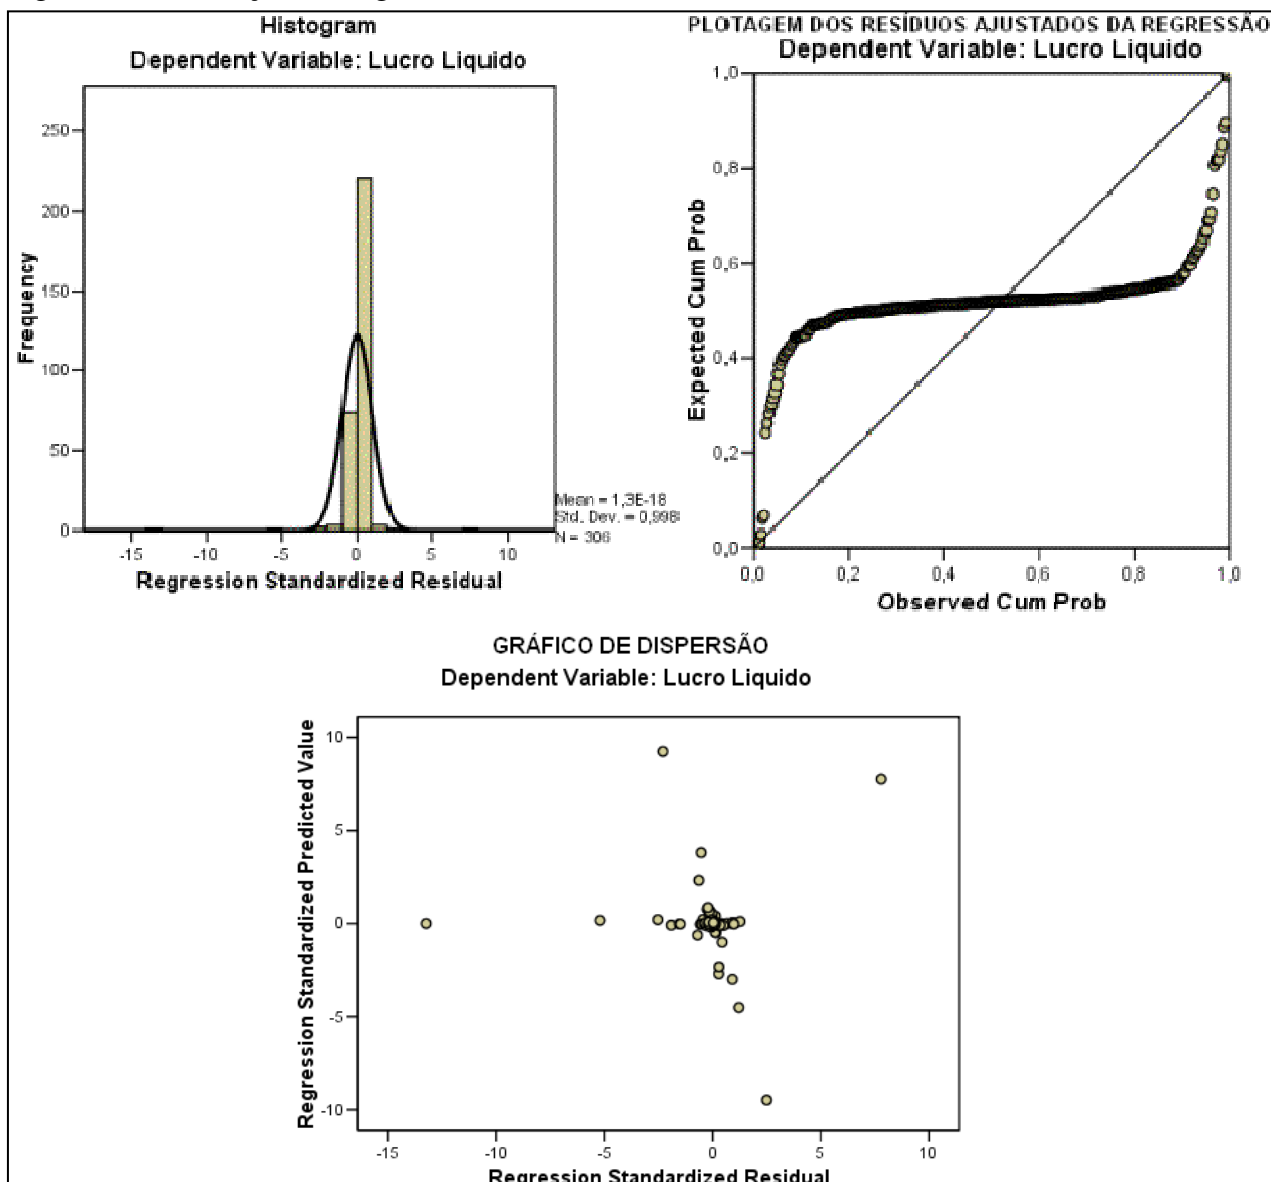 Histogram
Dependent Variable: Lucro Liquido
250
200
150
100
50
0
Frequency
-15 -10 -5 0 5 10
Regression Standardized Residual
Mean = 1,3E-18
Std. Dev. = 0,998
N = 306
PLOTAGEM DOS RESÍDUOS AJUSTADOS DA REGRESSÃO
Dependent Variable: Lucro Liquido
1,0
0,8
0,6
0,4
0,2
0,0
Expected Cum Prob
0,0 0,2 0,4 0,6 0,8 1,0
Observed Cum Prob
GRÁFICO DE DISPERSÃO
Dependent Variable: Lucro Liquido
10
5
0
-5
-10
Regression Standardized Predicted Value
-15 -10 -5 0 5 10
Regression Standardized Residual